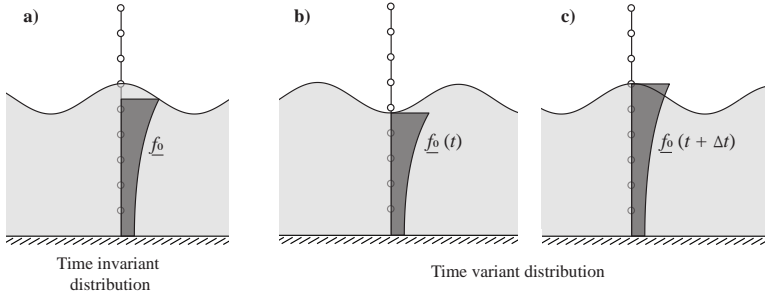 a)
b)
c)
f0
f0 (t)
f0 (t + Δt)
Time invariant
distribution
Time variant distribution